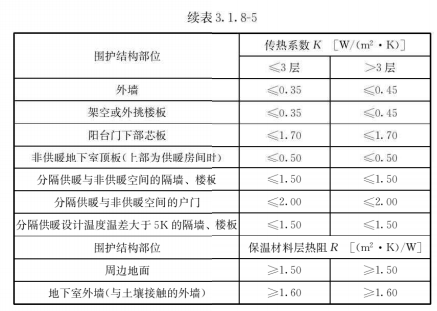 续表3.1.8-5
围护结构部位 传热系数K [W/(m²·K)]
≤3层 >3层
外墙 ≤0.35 ≤0.45
架空或外挑楼板 ≤0.35 ≤0.45
阳台门下部芯板 ≤1.70 ≤1.70
非供暖地下室顶板(上部为供暖房间时) ≤0.50 ≤0.50
分隔供暖与非供暖空间的隔墙、楼板 ≤1.50 ≤1.50
分隔供暖与非供暖空间的户门 ≤2.00 ≤2.00
分隔供暖设计温度温差大于5K的隔墙、楼板 ≤1.50 ≤1.50
围护结构部位 保温材料层热阻R [(m²·K)/W]
周边地面 ≥1.50 ≥1.50
地下室外墙(与土壤接触的外墙) ≥1.60 ≥1.60